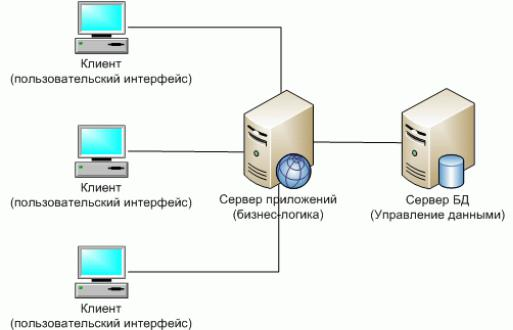 Клиент
(пользовательский интерфейс)
Клиент
(пользовательский интерфейс)
Сервер приложений
(бизнес-логика)
Сервер БД
(Управление данными)
Клиент
(пользовательский интерфейс)